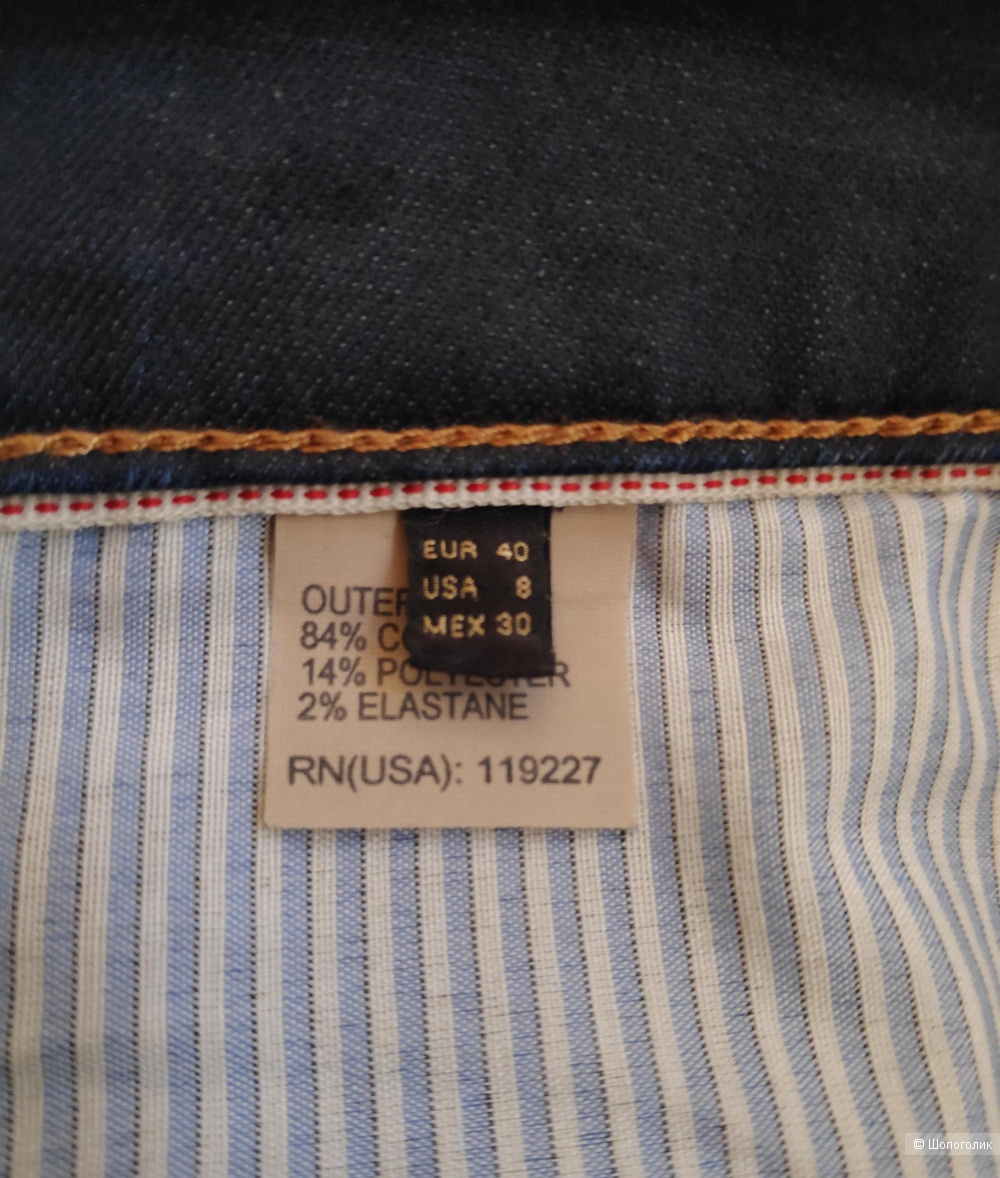 EUR 40
USA 8
MEX 30
OUTER
84% CO
14% POLYESTER
2% ELASTANE
RN(USA): 119227
© Шопоголик